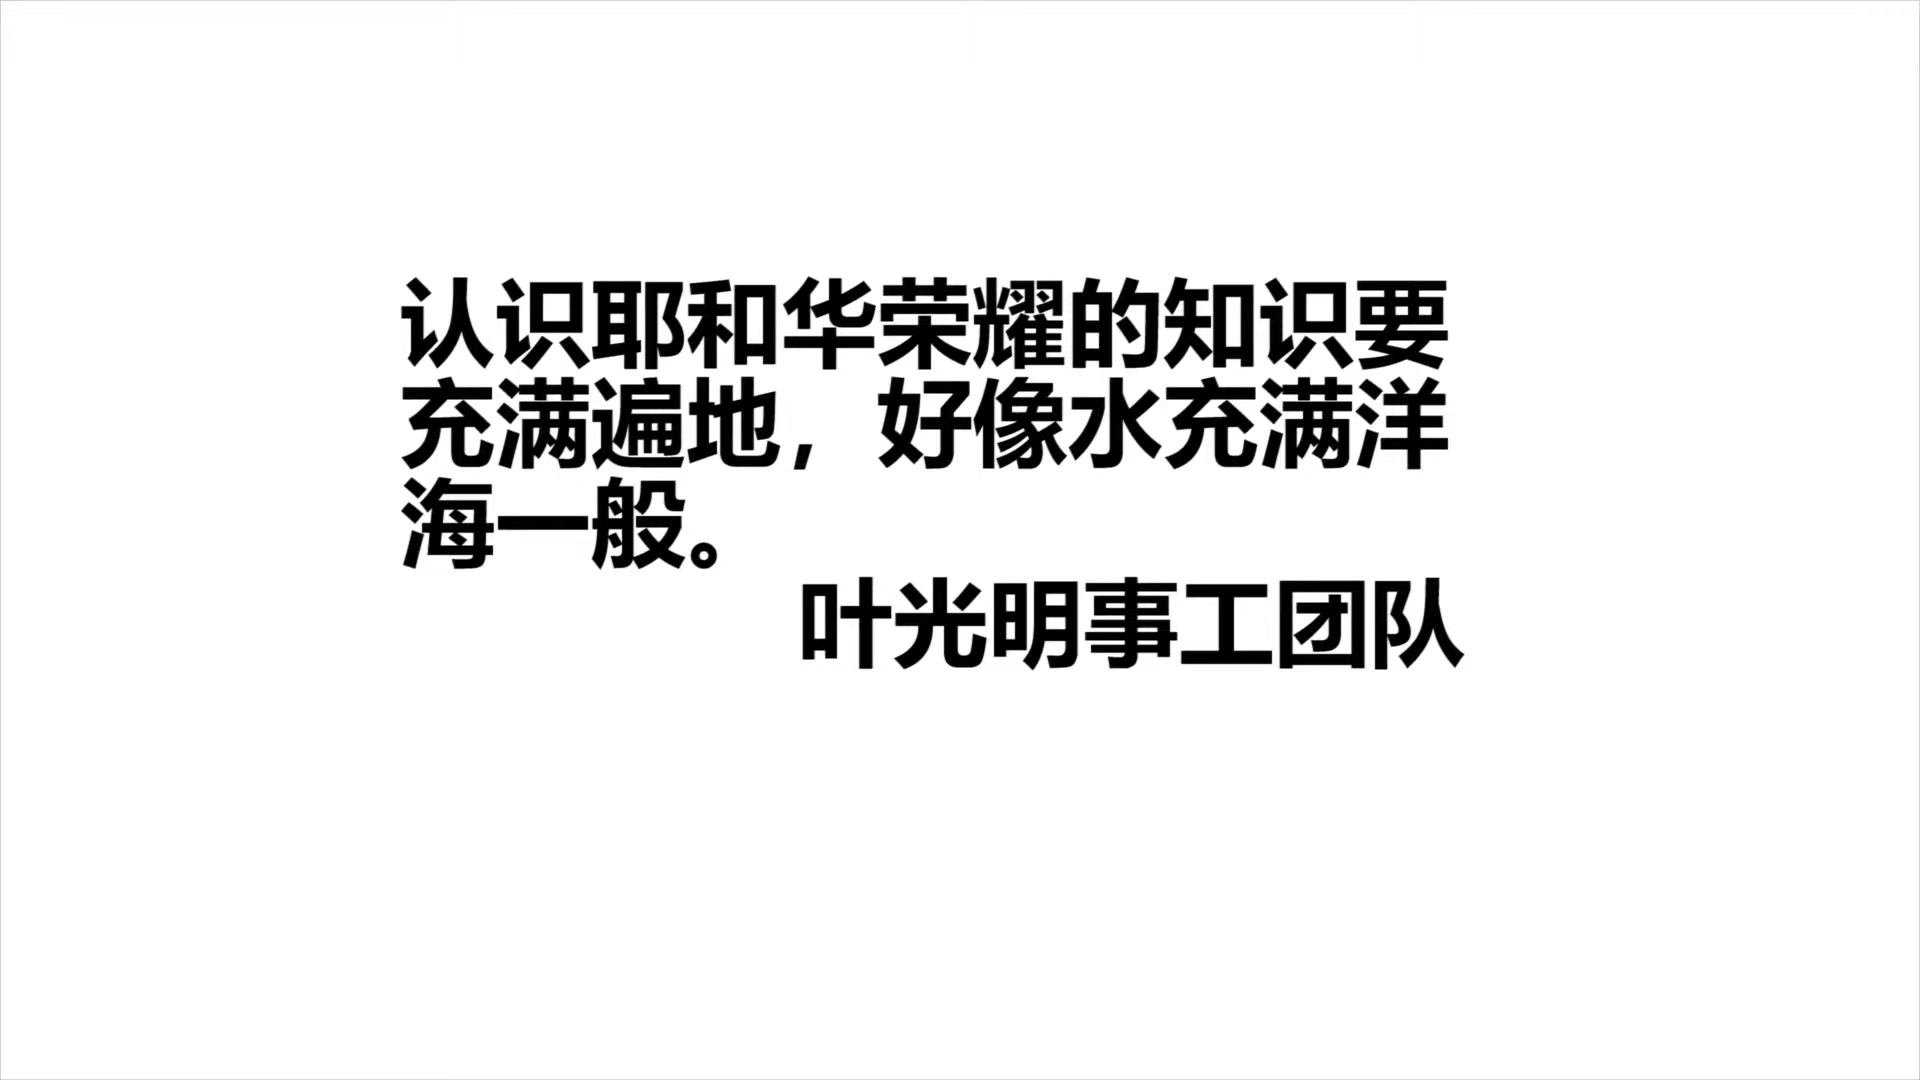 认识耶和华荣耀的知识要
充满遍地，好像水充满洋
海一般。
叶光明事工团队